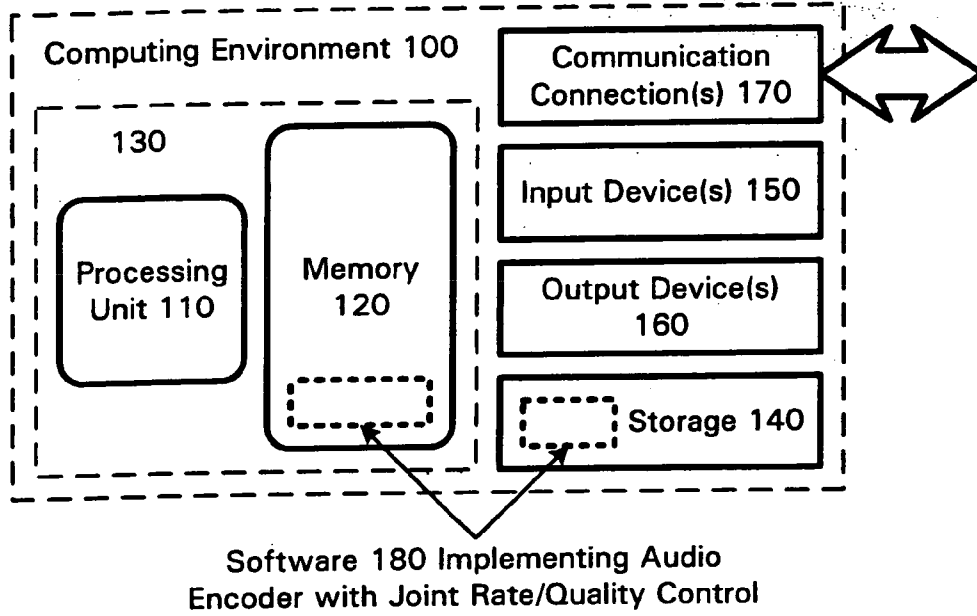 Computing Environment 100
Communication
Connection(s) 170
130
Input Device(s) 150
Processing
Unit 110
Memory
120
Output Device(s)
160
Storage 140
Software 180 Implementing Audio
Encoder with Joint Rate/Quality Control